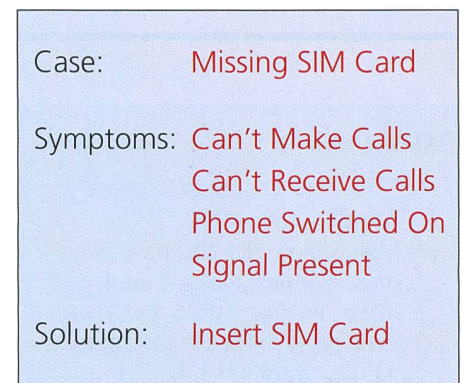 Case: Missing SIM Card
Symptoms: Can't Make Calls
Can't Receive Calls
Phone Switched On
Signal Present
Solution: Insert SIM Card